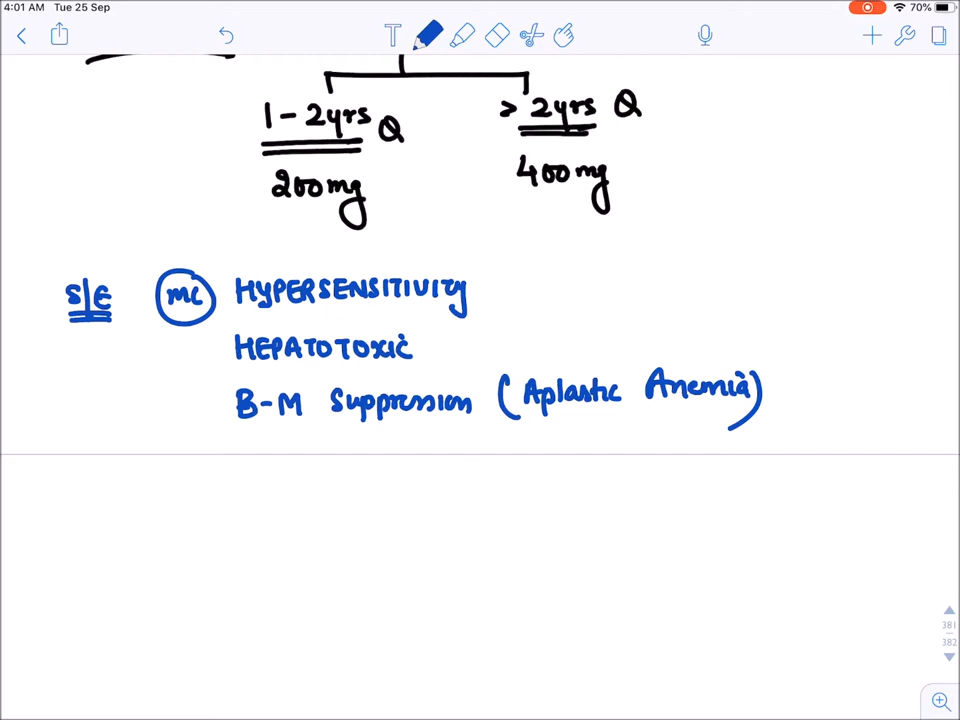 4:01 AM Tue 25 Sep 70%
T
1 - 2yrs Q > 2yrs Q
200mg 400mg
S/E MC HYPERSENSITIVITY
HEPATOTOXIC
B-M Suppression (Aplastic Anemia)
381
382